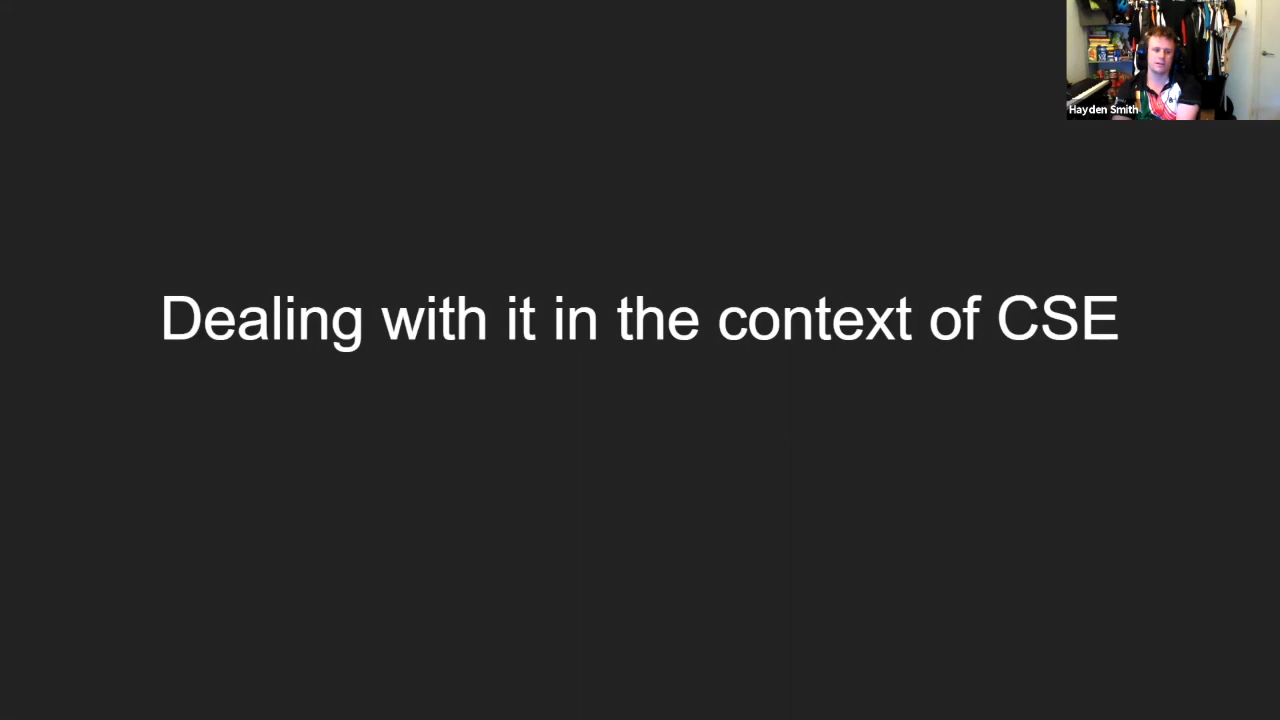 Hayden Smith
Dealing with it in the context of CSE